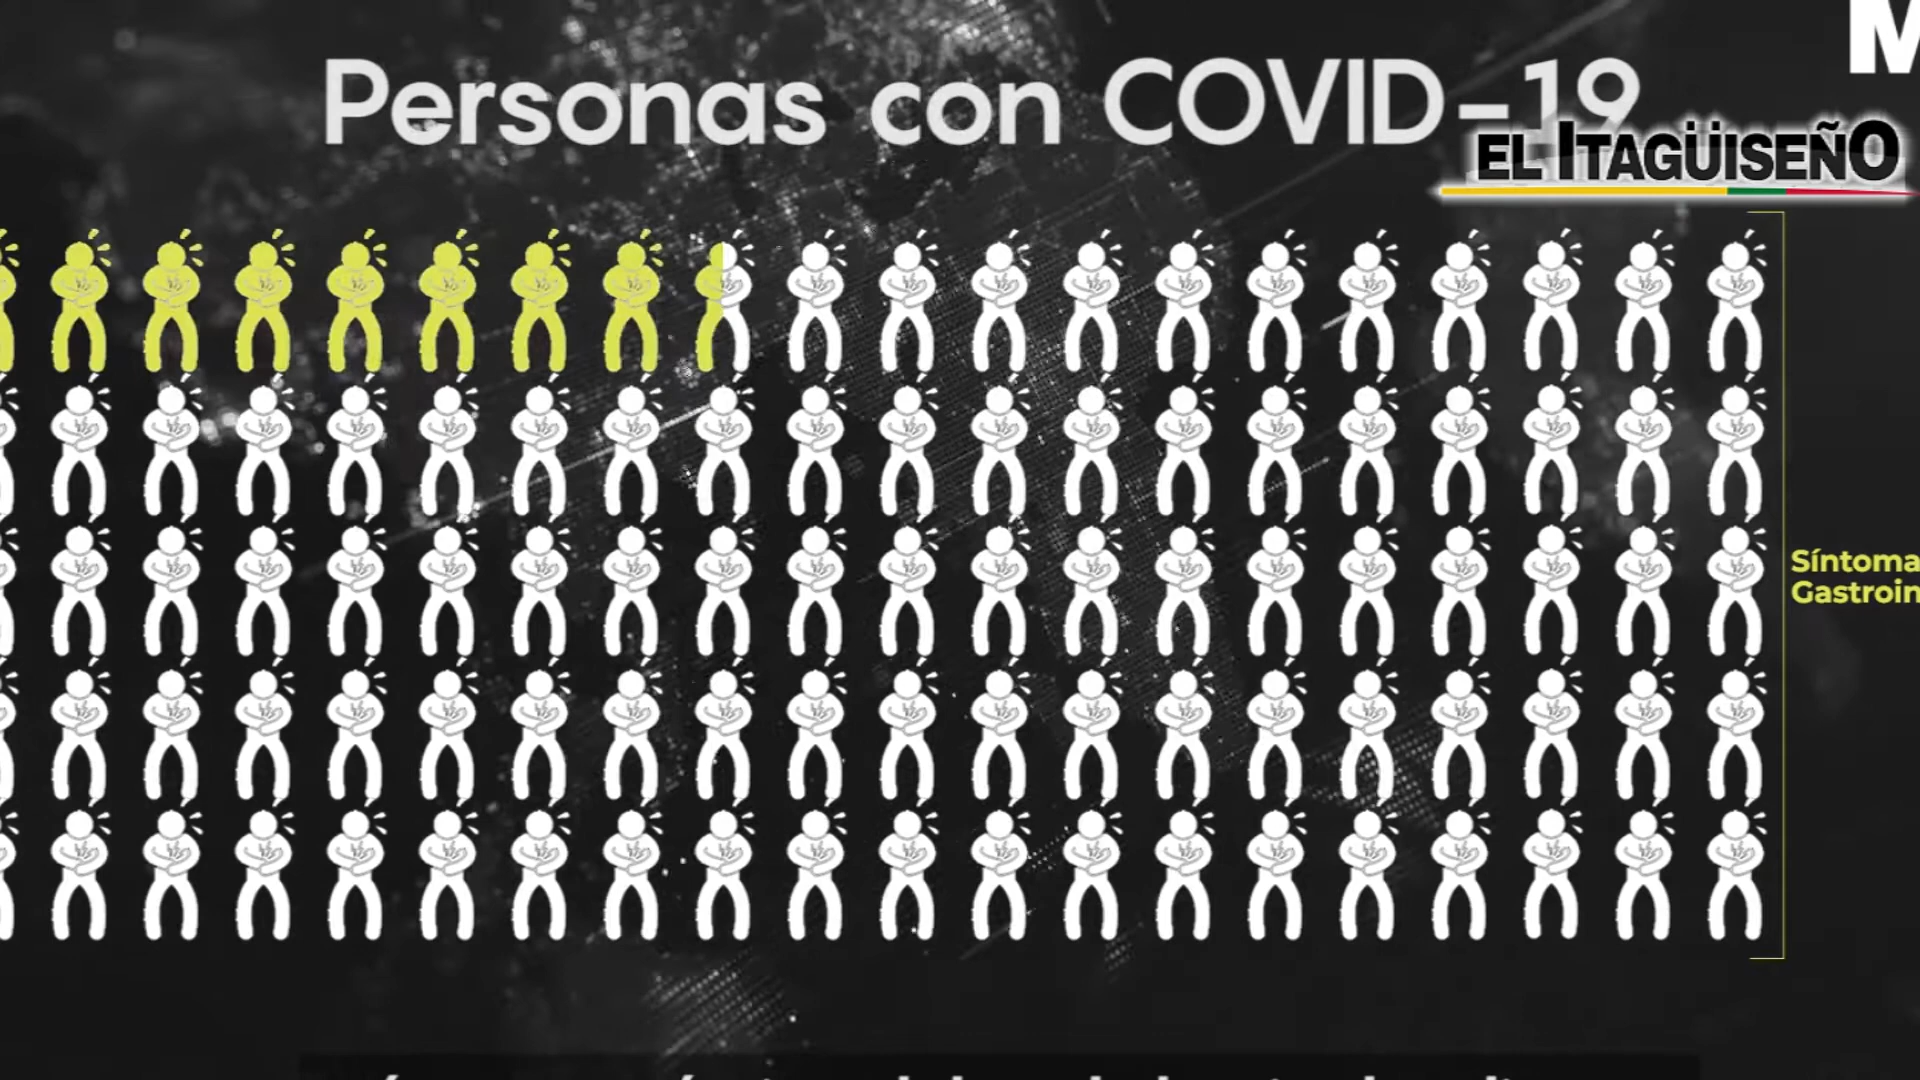 M
Personas con COVID-19
EL ITAGÜISEÑO
Síntoma
Gastroin